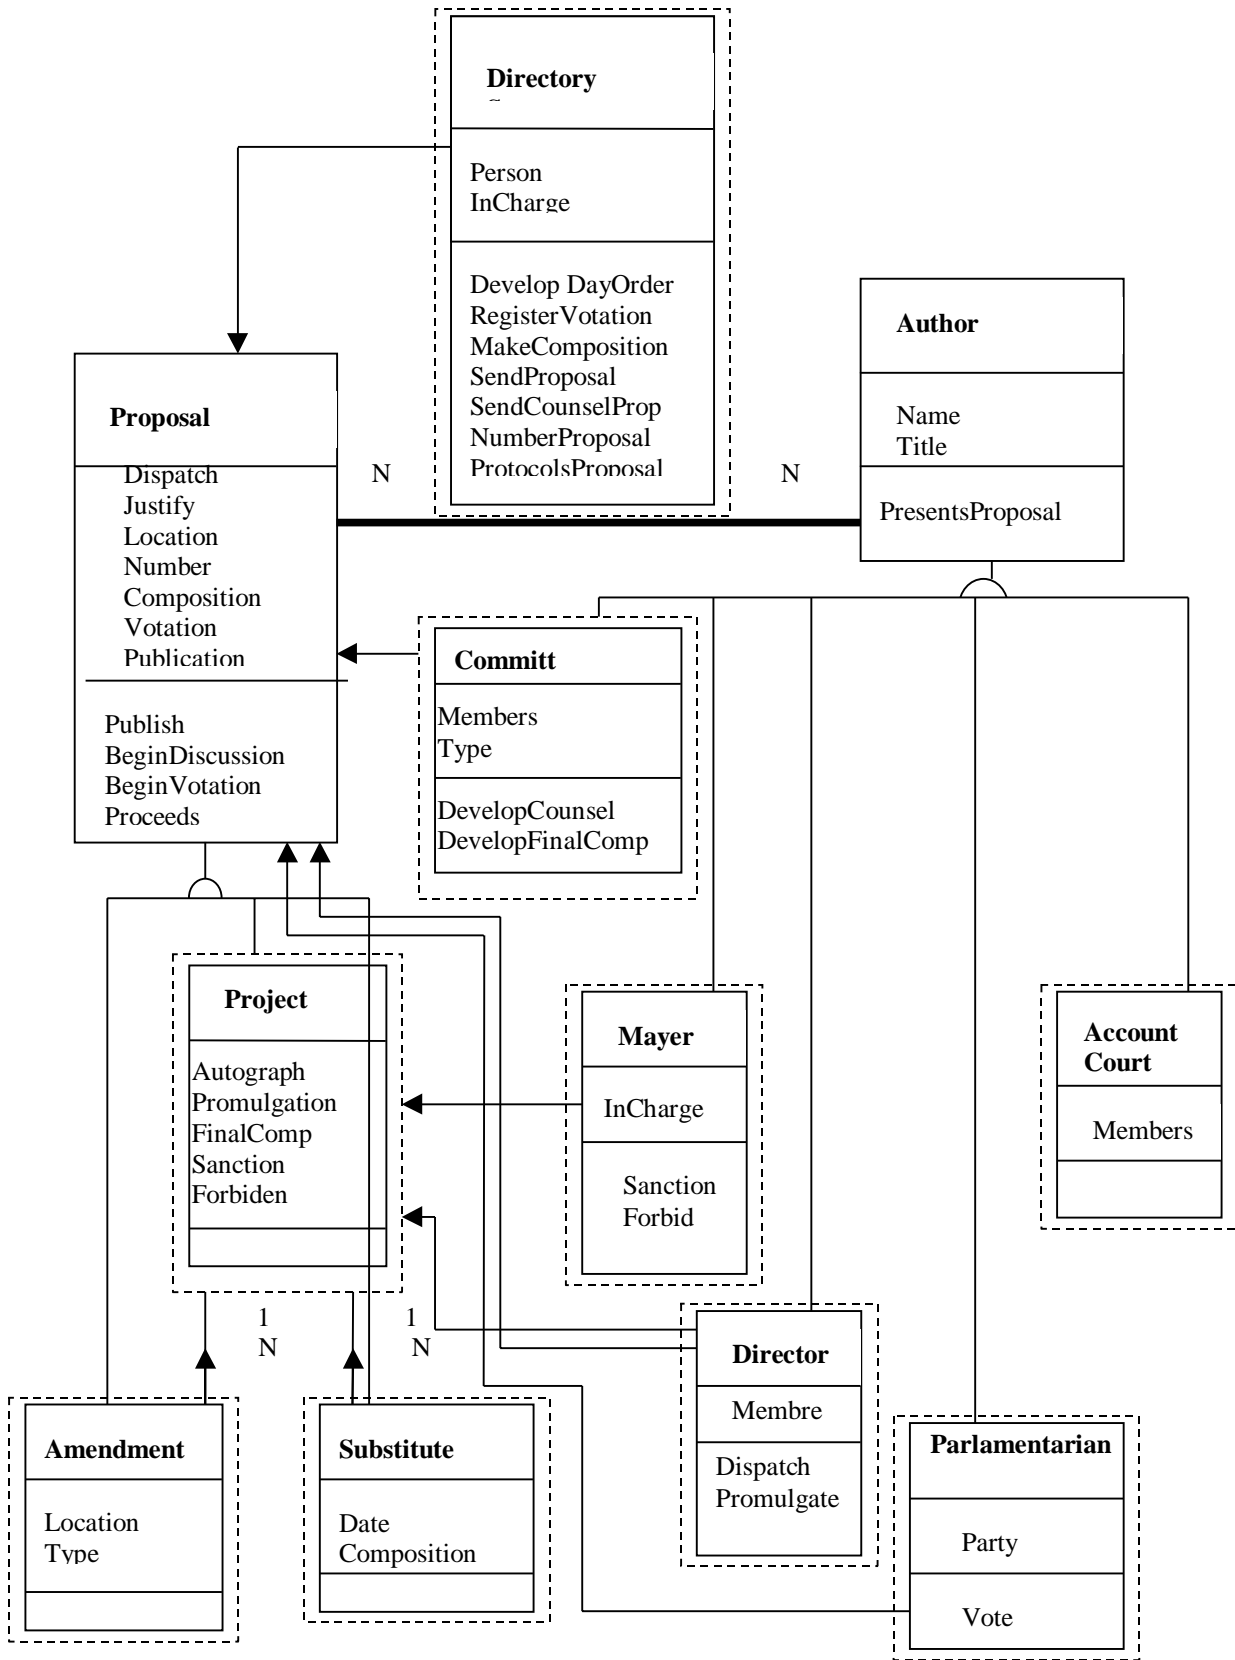 Directory
Person
InCharge
Develop DayOrder
RegisterVotation
MakeComposition
SendProposal
SendCounselProp
NumberProposal
ProtocolsProposal
Author
Name
Title
PresentsProposal
Proposal
Dispatch
Justify
Location
Number
Composition
Votation
Publication
Publish
BeginDiscussion
BeginVotation
Proceeds
N
N
Committ
Members
Type
DevelopCounsel
DevelopFinalComp
Project
Autograph
Promulgation
FinalComp
Sanction
Forbiden
Mayer
InCharge
Sanction
Forbid
Account
Court
Members
1
N
1
N
Director
Membre
Dispatch
Promulgate
Amendment
Location
Type
Substitute
Date
Composition
Parlamentarian
Party
Vote